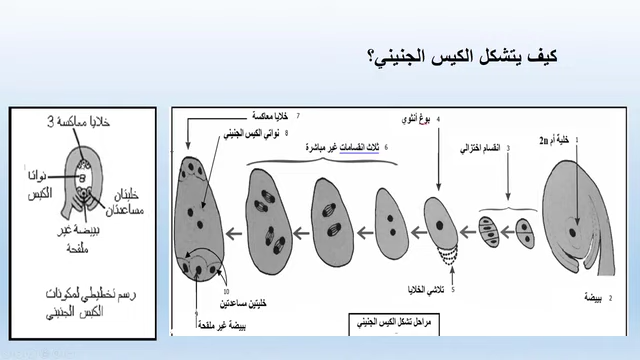 كيف يتشكل الكيس الجنيني؟
خلايا معاكسة 3
نواتا
الكيس
خليتان
مساعدتان
بييضة غير
ملقحة
رسم تخطيطي لمكونات
الكيس الجنيني
خلايا معاكسة 7
نواتي الكيس الجنيني 8
6 ثلاث انقسامات غير مباشرة
بوغ أنثوي 4
انقسام اختزالي 3
خلية أم 2n 1
تلاشي الخلايا 5
بييضة 2
10
خليتين مساعدتين
9
بييضة غير ملقحة
مراحل تشكل الكيس الجنيني